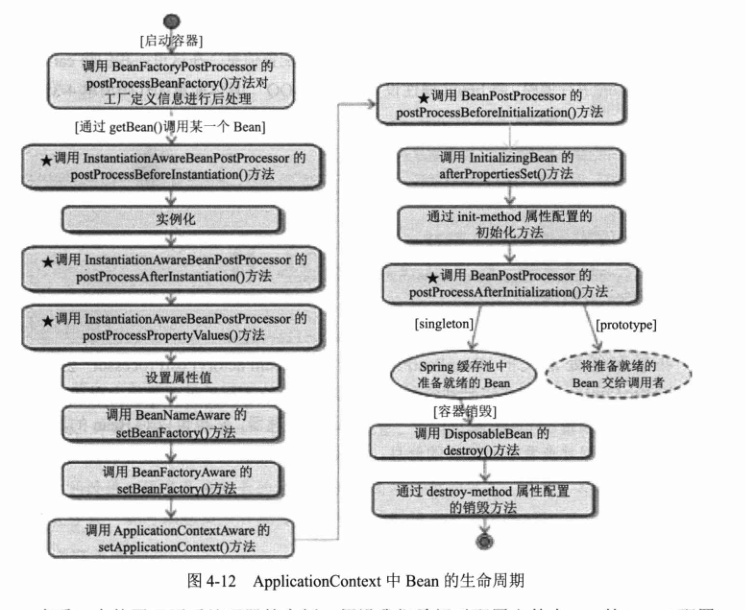 [启动容器]
调用 BeanFactoryPostProcessor 的
postProcessBeanFactory()方法对
工厂定义信息进行后处理
[通过 getBean()调用某一个 Bean]
★调用 InstantiationAwareBeanPostProcessor 的
postProcessBeforeInstantiation()方法
实例化
★调用 InstantiationAwareBeanPostProcessor 的
postProcessAfterInstantiation()方法
★调用 InstantiationAwareBeanPostProcessor 的
postProcessPropertyValues()方法
设置属性值
调用 BeanNameAware 的
setBeanFactory()方法
调用 BeanFactoryAware 的
setBeanFactory()方法
调用 ApplicationContextAware 的
setApplicationContext()方法
★调用 BeanPostProcessor 的
postProcessBeforeInitialization()方法
调用 InitializingBean 的
afterPropertiesSet()方法
通过 init-method 属性配置的
初始化方法
★调用 BeanPostProcessor 的
postProcessAfterInitialization()方法
[singleton]
[prototype]
Spring 缓存池中
准备就绪的 Bean
将准备就绪的
Bean 交给调用者
[容器销毁]
调用 DisposableBean 的
destroy()方法
通过 destroy-method 属性配置
的销毁方法
图 4-12 ApplicationContext 中 Bean 的生命周期